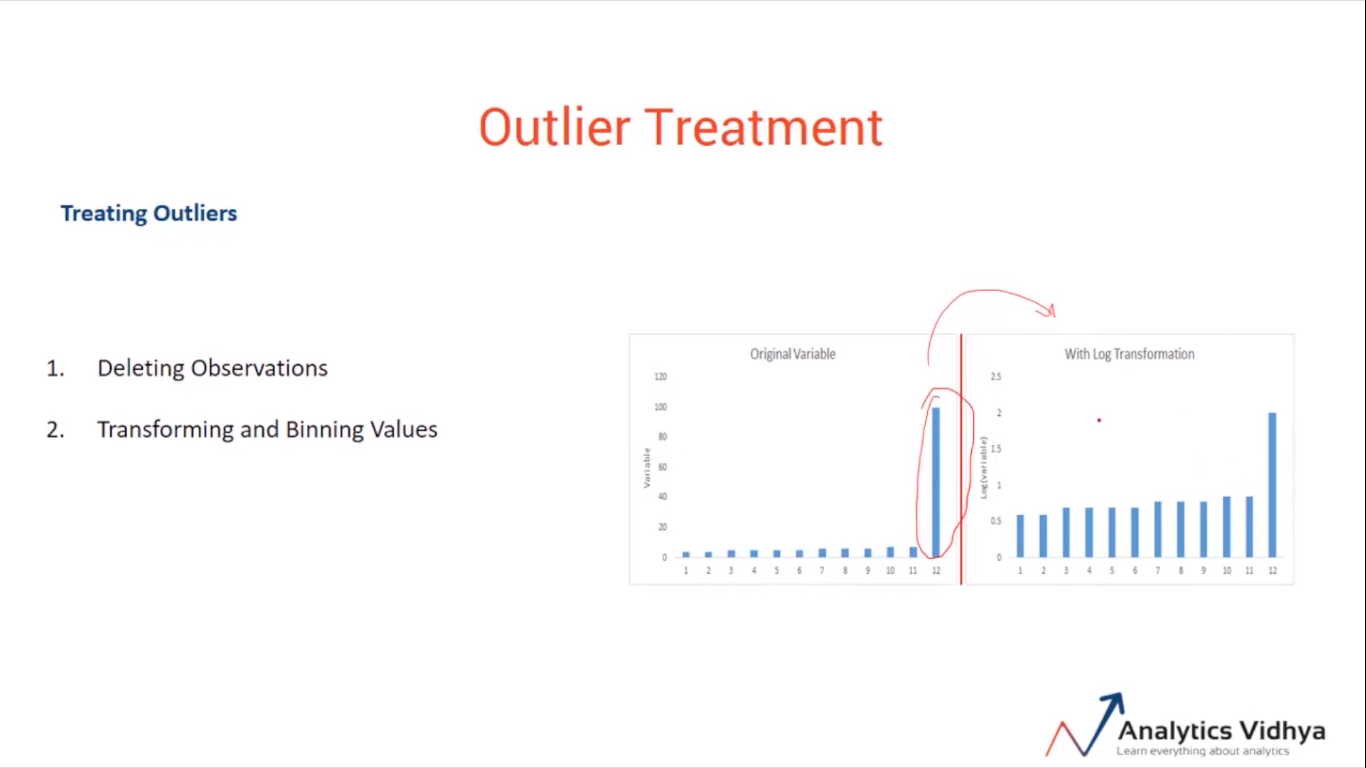 Outlier Treatment
Treating Outliers
1. Deleting Observations
2. Transforming and Binning Values
Original Variable
Variable
120
100
80
60
40
20
0
1 2 3 4 5 6 7 8 9 10 11 12
With Log Transformation
Log(variable)
2.5
2
1.5
1
0.5
0
1 2 3 4 5 6 7 8 9 10 11 12
Analytics Vidhya
Learn everything about analytics